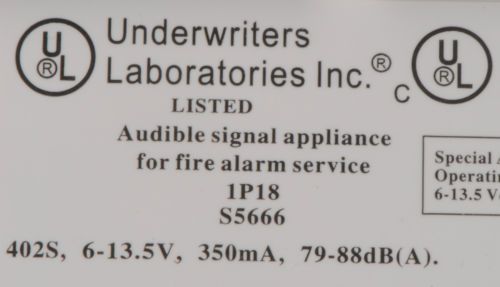 UL® Underwriters
Laboratories Inc.® C UL®
LISTED
Audible signal appliance
for fire alarm service
1P18
S5666
402S, 6-13.5V, 350mA, 79-88dB(A).
Special
Operating
6-13.5